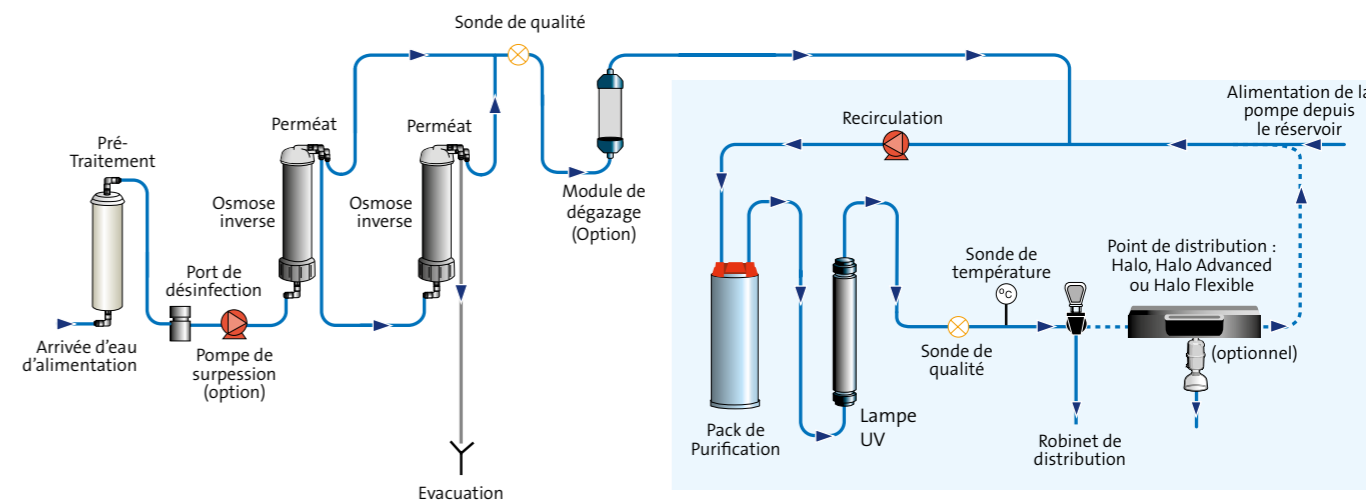 Sonde de qualité
Pré-
Traitement
Perméat
Perméat
Osmose
inverse
Osmose
inverse
Port de
désinfection
Arrivée d'eau
d'alimentation
Pompe de
surpession
(option)
Evacuation
Module de
dégazage
(Option)
Recirculation
Alimentation de la
pompe depuis
le réservoir
Sonde de
température
°C
Point de distribution :
Halo, Halo Advanced
ou Halo Flexible
(optionnel)
Sonde de
qualité
Pack de
Purification
Lampe
UV
Robinet de
distribution